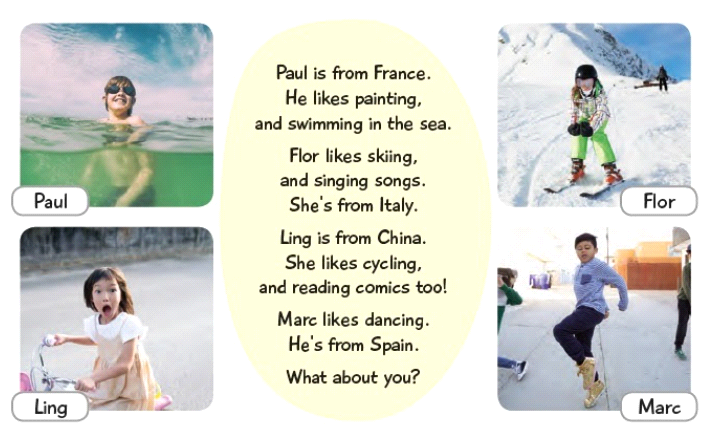 Paul is from France.
He likes painting,
and swimming in the sea.
Flor likes skiing,
and singing songs.
She's from Italy.
Ling is from China.
She likes cycling,
and reading comics too!
Marc likes dancing.
He's from Spain.
What about you?
Paul
Flor
Ling
Marc